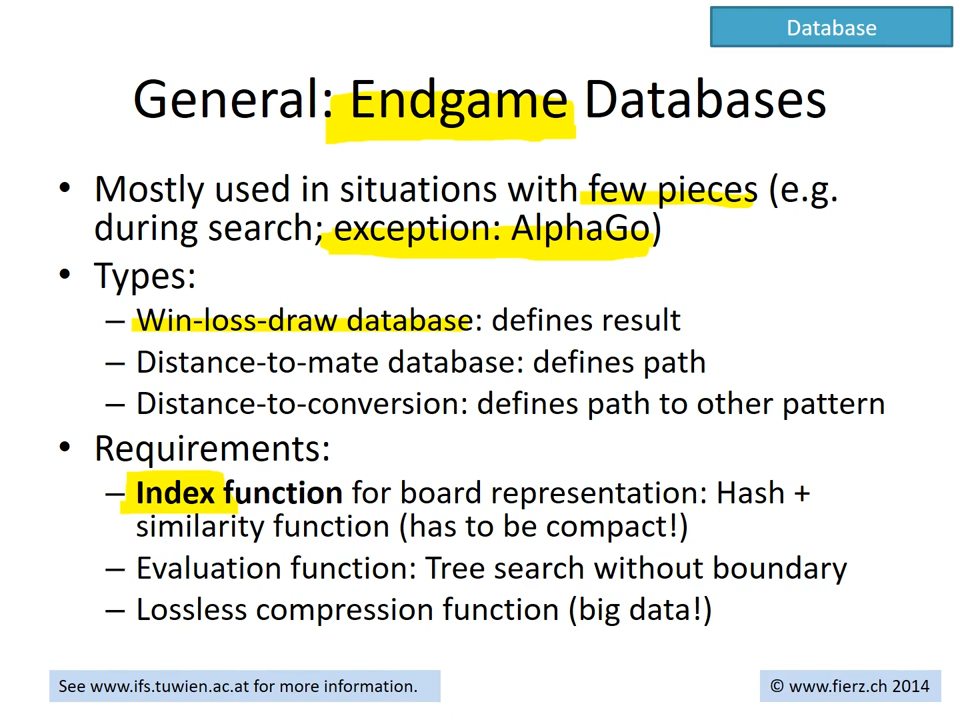 Database
General: Endgame Databases
• Mostly used in situations with few pieces (e.g.
during search; exception: AlphaGo)
• Types:
– Win-loss-draw database: defines result
– Distance-to-mate database: defines path
– Distance-to-conversion: defines path to other pattern
• Requirements:
– Index function for board representation: Hash +
similarity function (has to be compact!)
– Evaluation function: Tree search without boundary
– Lossless compression function (big data!)
See www.ifs.tuwien.ac.at for more information.
© www.fierz.ch 2014